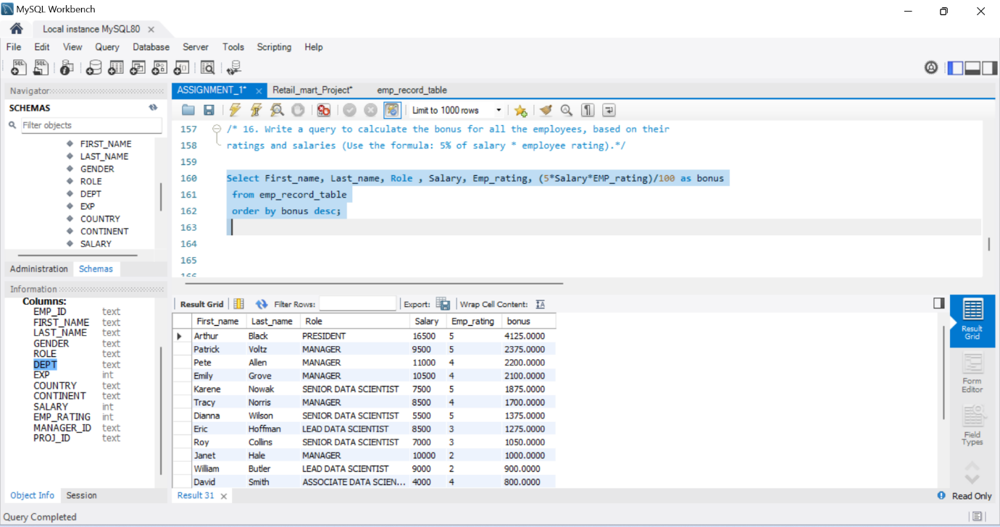 MySQL Workbench
Local instance MySQL80
File Edit View Query Database Server Tools Scripting Help
Navigator
SCHEMAS
Filter objects
FIRST_NAME
LAST_NAME
GENDER
ROLE
DEPT
EXP
COUNTRY
CONTINENT
SALARY
Administration Schemas
Information
Columns:
EMP_ID text
FIRST_NAME text
LAST_NAME text
GENDER text
ROLE text
DEPT text
EXP int
COUNTRY text
CONTINENT text
SALARY int
EMP_RATING int
MANAGER_ID text
PROJ_ID text
Object Info Session
ASSIGNMENT_1* Retail_mart_Project* emp_record_table
Limit to 1000 rows
157 /* 16. Write a query to calculate the bonus for all the employees, based on their
158 ratings and salaries (Use the formula: 5% of salary * employee rating).*/
159
160 Select First_name, Last_name, Role , Salary, Emp_rating, (5*Salary*EMP_rating)/100 as bonus
161 from emp_record_table
162 order by bonus desc;
163
164
165
166
Result Grid Filter Rows: Export: Wrap Cell Content:
First_name Last_name Role Salary Emp_rating bonus
Arthur Black PRESIDENT 16500 5 4125.0000
Patrick Voltz MANAGER 9500 5 2375.0000
Pete Allen MANAGER 11000 4 2200.0000
Emily Grove MANAGER 10500 4 2100.0000
Karene Nowak SENIOR DATA SCIENTIST 7500 5 1875.0000
Tracy Norris MANAGER 8500 4 1700.0000
Dianna Wilson SENIOR DATA SCIENTIST 5500 5 1375.0000
Eric Hoffman LEAD DATA SCIENTIST 8500 3 1275.0000
Roy Collins SENIOR DATA SCIENTIST 7000 3 1050.0000
Janet Hale MANAGER 10000 2 1000.0000
William Butler LEAD DATA SCIENTIST 9000 2 900.0000
David Smith ASSOCIATE DATA SCIEN... 4000 4 800.0000
Result Grid
Form Editor
Field Types
Result 31
Read Only
Query Completed